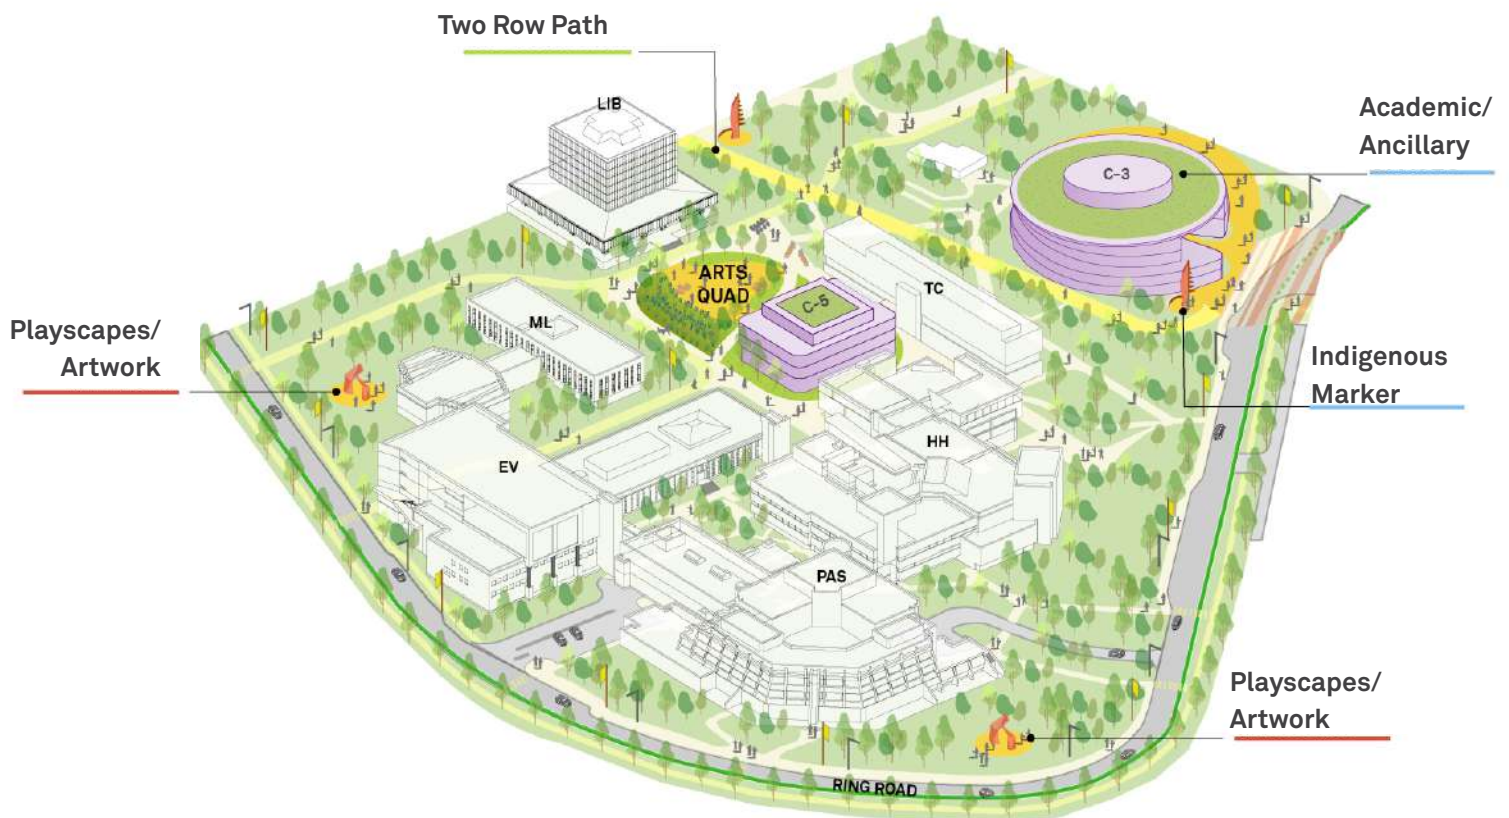 Two Row Path
LIB
Academic/
Ancillary
C-3
ARTS
QUAD
TC
C-5
Playscapes/
Artwork
ML
Indigenous
Marker
HH
EV
PAS
Playscapes/
Artwork
RING ROAD